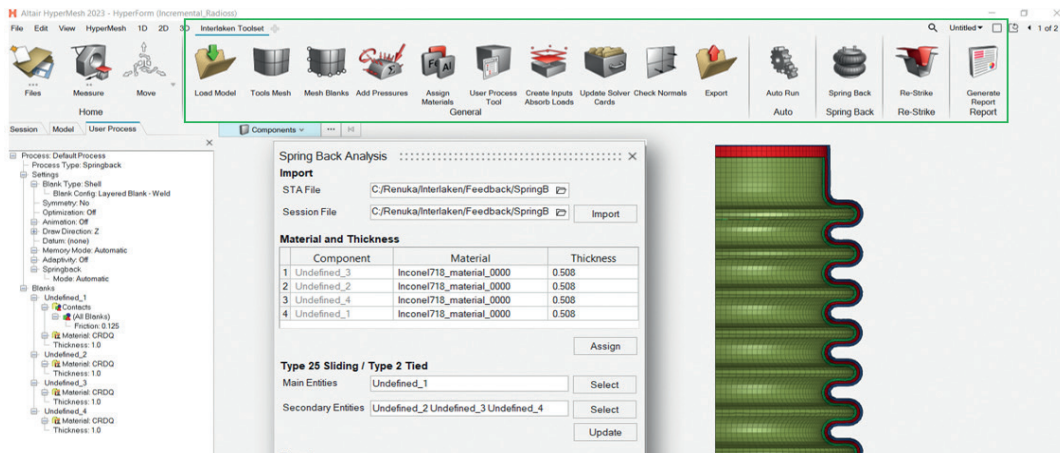 Altair HyperMesh 2023 - HyperForm (Incremental_Radioss)
File Edit View HyperMesh 1D 2D 3D Interlaken Toolset Untitled 1 of 2
Files Measure Move Load Model Tools Mesh Mesh Blanks Add Pressures Assign Materials User Process Tool Create Inputs Absorb Loads Update Solver Cards Check Normals Export Auto Run Spring Back Re-Strike Generate Report
Home General Auto Spring Back Re-Strike Report
Session Model User Process Components
Process: Default Process
Process Type: Springback
Settings
Blank Type: Shell
Blank Config: Layered Blank - Weld
Symmetry: No
Optimization: Off
Animation: Off
Draw Direction: Z
Datum: (none)
Memory Mode: Automatic
Adaptivity: Off
Springback
Mode: Automatic
Blanks
Undefined_1
Contacts
(All Blanks)
Friction: 0.125
Material: CRDQ
Thickness: 1.0
Undefined_2
Material: CRDQ
Thickness: 1.0
Undefined_3
Material: CRDQ
Thickness: 1.0
Undefined_4
Material: CRDQ
Thickness: 1.0
Spring Back Analysis
Import
STA File C:/Renuka/Interlaken/Feedback/SpringB
Session File C:/Renuka/Interlaken/Feedback/SpringB Import
Material and Thickness
Component Material Thickness
1 Undefined_3 Inconel718_material_0000 0.508
2 Undefined_2 Inconel718_material_0000 0.508
3 Undefined_4 Inconel718_material_0000 0.508
4 Undefined_1 Inconel718_material_0000 0.508
Assign
Type 25 Sliding / Type 2 Tied
Main Entities Undefined_1 Select
Secondary Entities Undefined_2 Undefined_3 Undefined_4 Select
Update